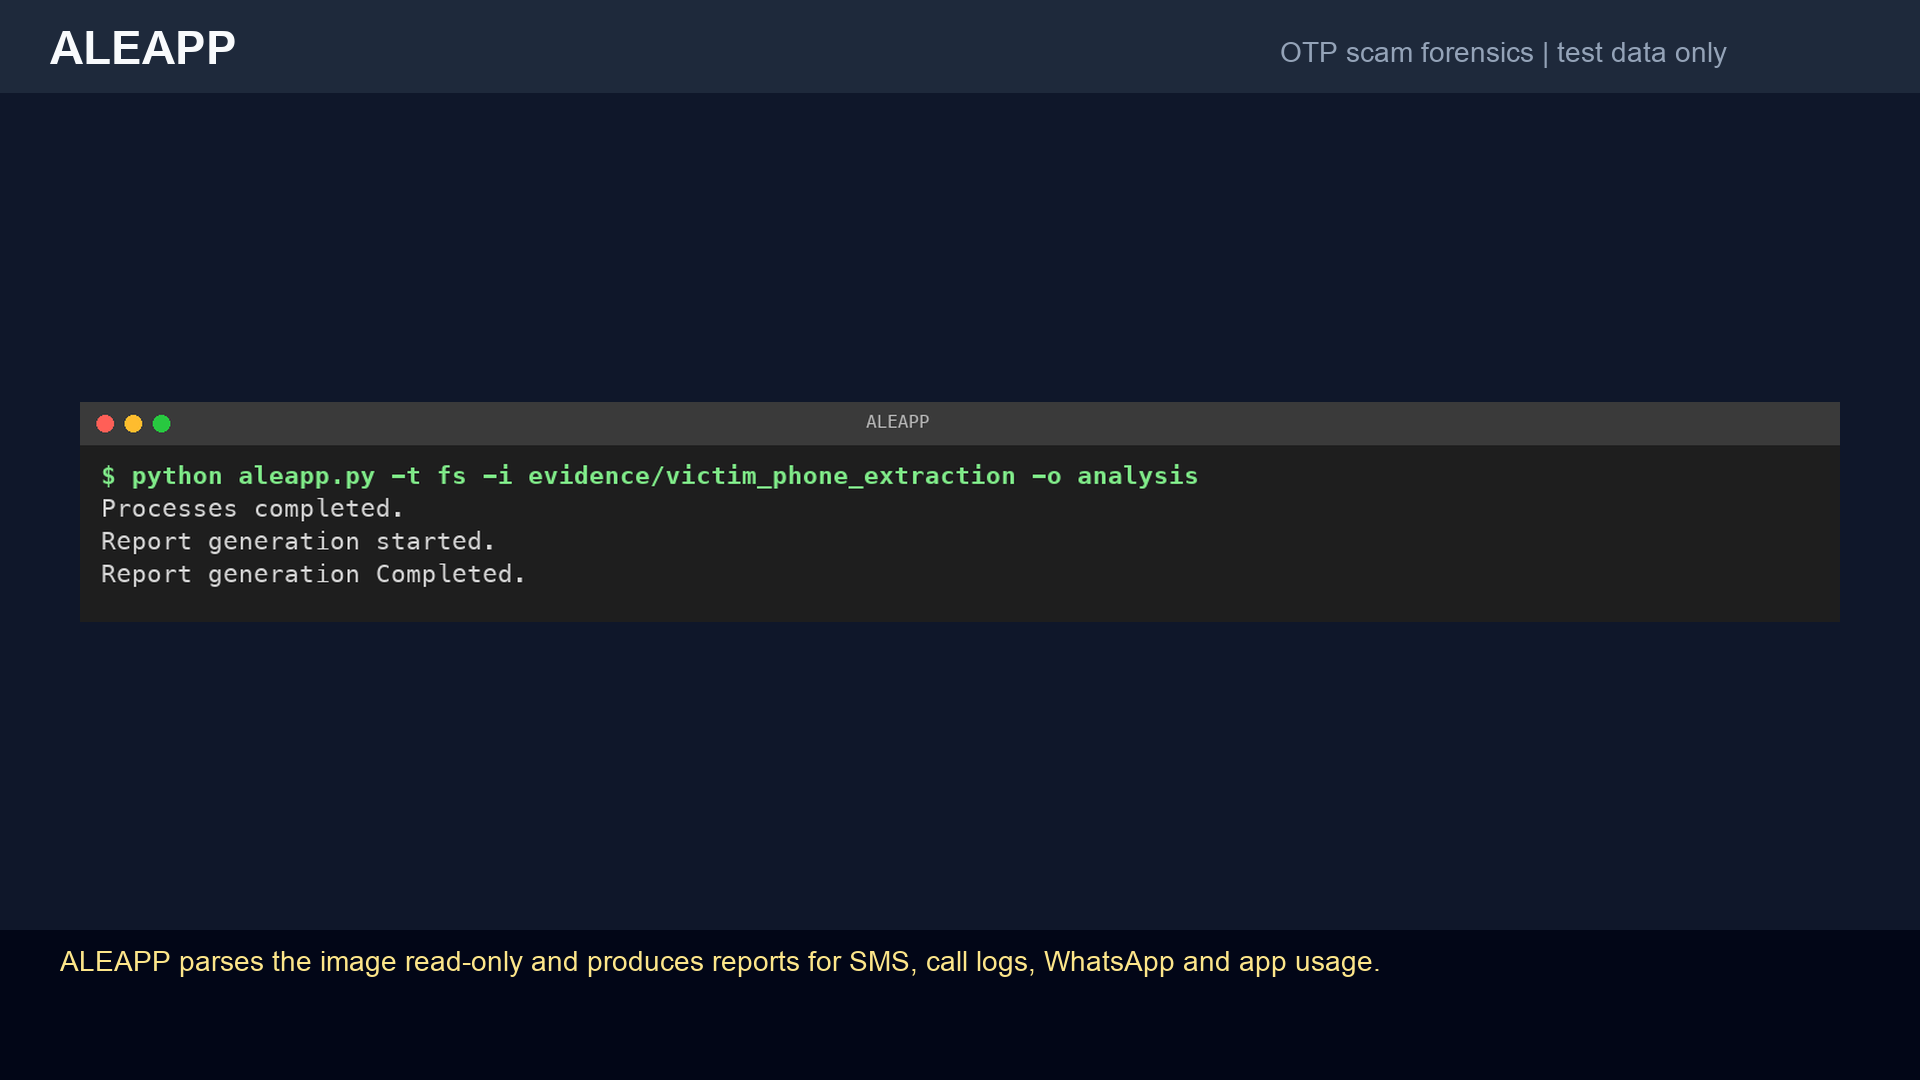 ALEAPP
OTP scam forensics | test data only
ALEAPP
$ python aleapp.py -t fs -i evidence/victim_phone_extraction -o analysis
Processes completed.
Report generation started.
Report generation Completed.
ALEAPP parses the image read-only and produces reports for SMS, call logs, WhatsApp and app usage.